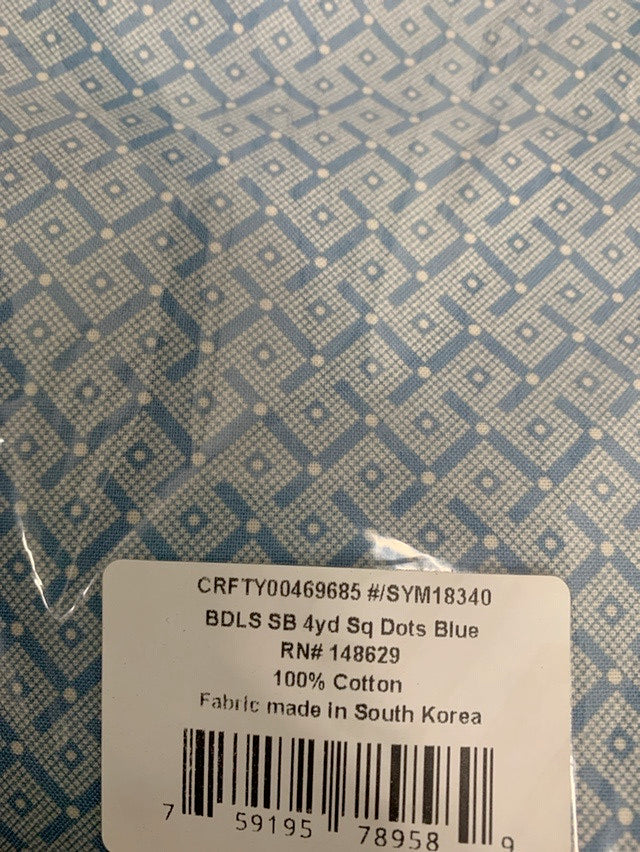 CRFTY00469685 #/SYM18340
BDLS SB 4yd Sq Dots Blue
RN# 148629
100% Cotton
Fabric made in South Korea
7 59195 78958 9